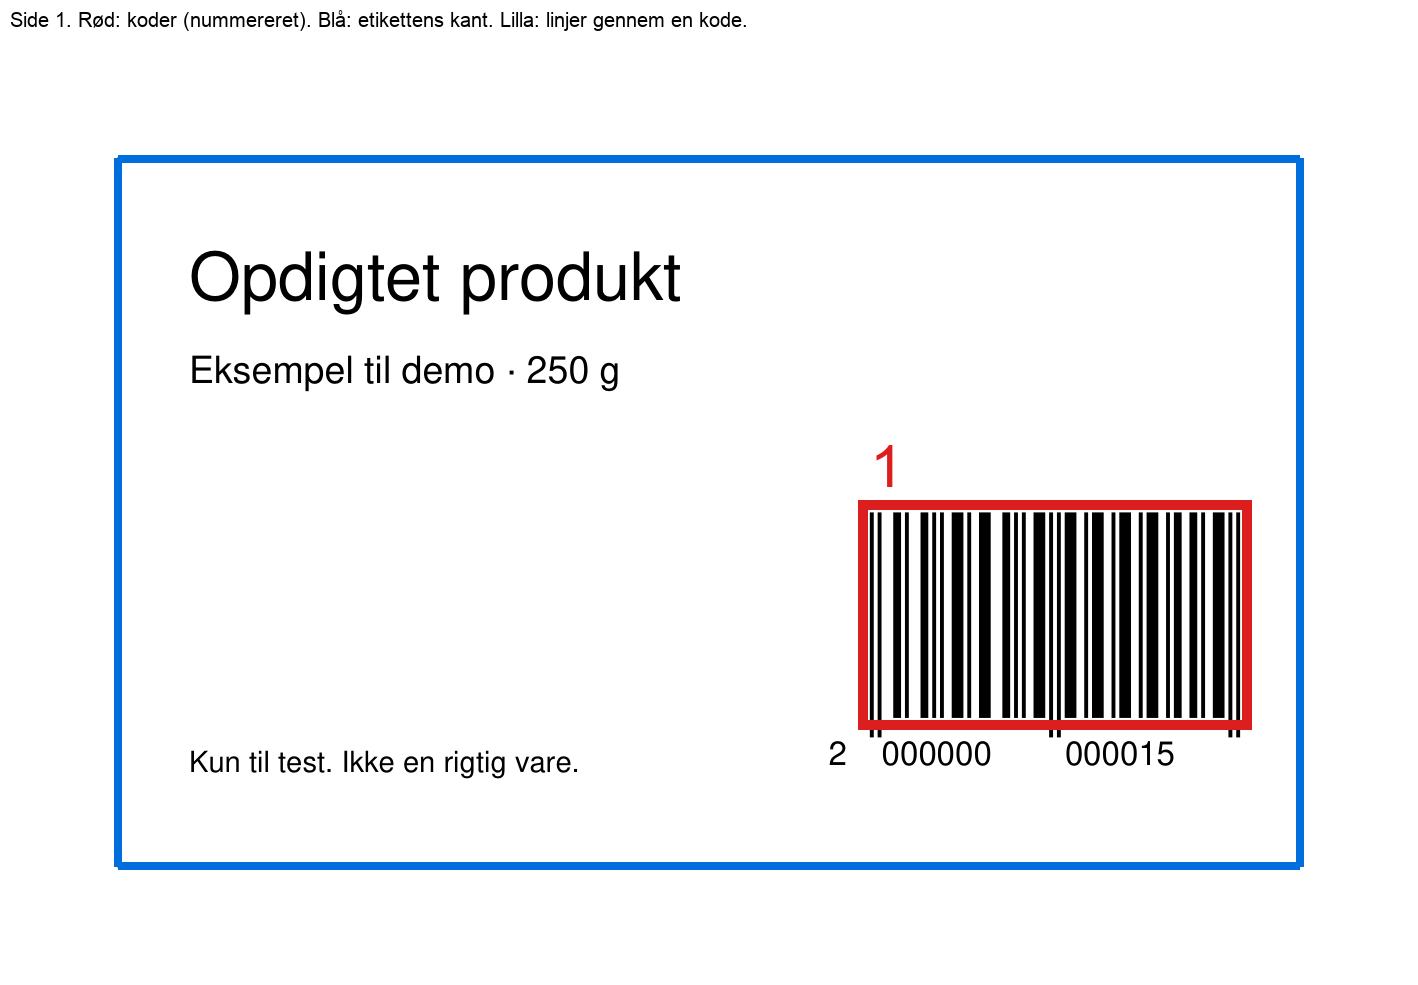 Side 1. Rød: koder (nummereret). Blå: etikettens kant. Lilla: linjer gennem en kode.
Opdigtet produkt
Eksempel til demo · 250 g
1
Kun til test. Ikke en rigtig vare.
2 000000 000015